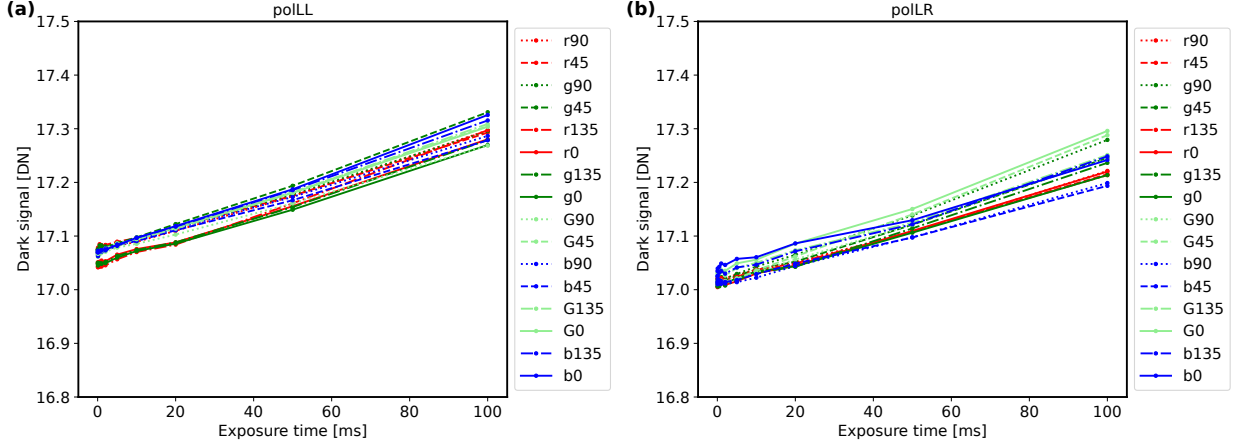 (a)
polLL
17.5
17.4
17.3
17.2
17.1
17.0
16.9
16.8
Dark signal [DN]
0
20
40
60
80
100
Exposure time [ms]
r90
r45
g90
g45
r135
r0
g135
g0
G90
G45
b90
b45
G135
G0
b135
b0
(b)
polLR
17.5
17.4
17.3
17.2
17.1
17.0
16.9
16.8
Dark signal [DN]
0
20
40
60
80
100
Exposure time [ms]
r90
r45
g90
g45
r135
r0
g135
g0
G90
G45
b90
b45
G135
G0
b135
b0